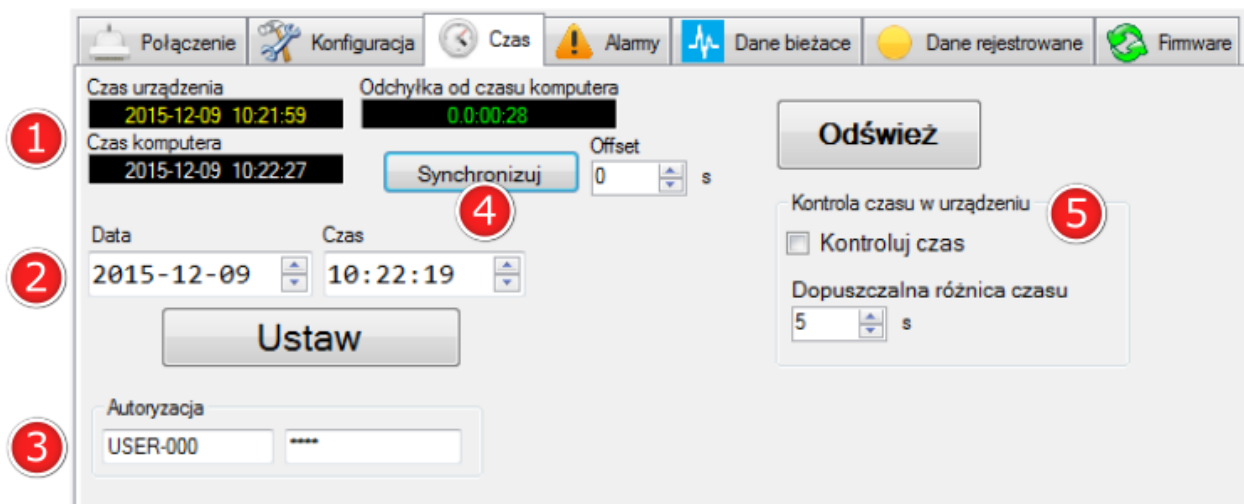 Połączenie Konfiguracja Czas Alarmy Dane bieżace Dane rejestrowane Firmware
Czas urządzenia Odchyłka od czasu komputera
2015-12-09 10:21:59 0.0:00:28
1
Czas komputera
2015-12-09 10:22:27
Synchronizuj
Offset
0 s
Odśwież
4
Kontrola czasu w urządzeniu
5
Kontroluj czas
Dopuszczalna różnica czasu
5 s
Data Czas
2
2015-12-09 10:22:19
Ustaw
Autoryzacja
3
USER-000 ****